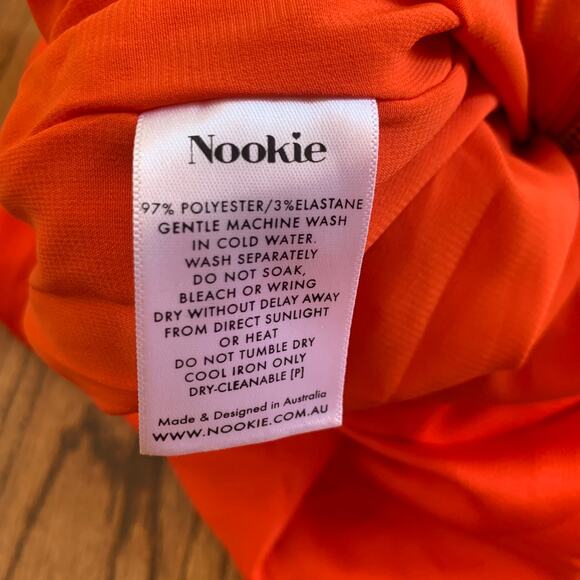 Nookie
97% POLYESTER/3%ELASTANE
GENTLE MACHINE WASH
IN COLD WATER.
WASH SEPARATELY
DO NOT SOAK,
BLEACH OR WRING
DRY WITHOUT DELAY AWAY
FROM DIRECT SUNLIGHT
OR HEAT
DO NOT TUMBLE DRY
COOL IRON ONLY
DRY-CLEANABLE [P]
Made & Designed in Australia
WWW.NOOKIE.COM.AU